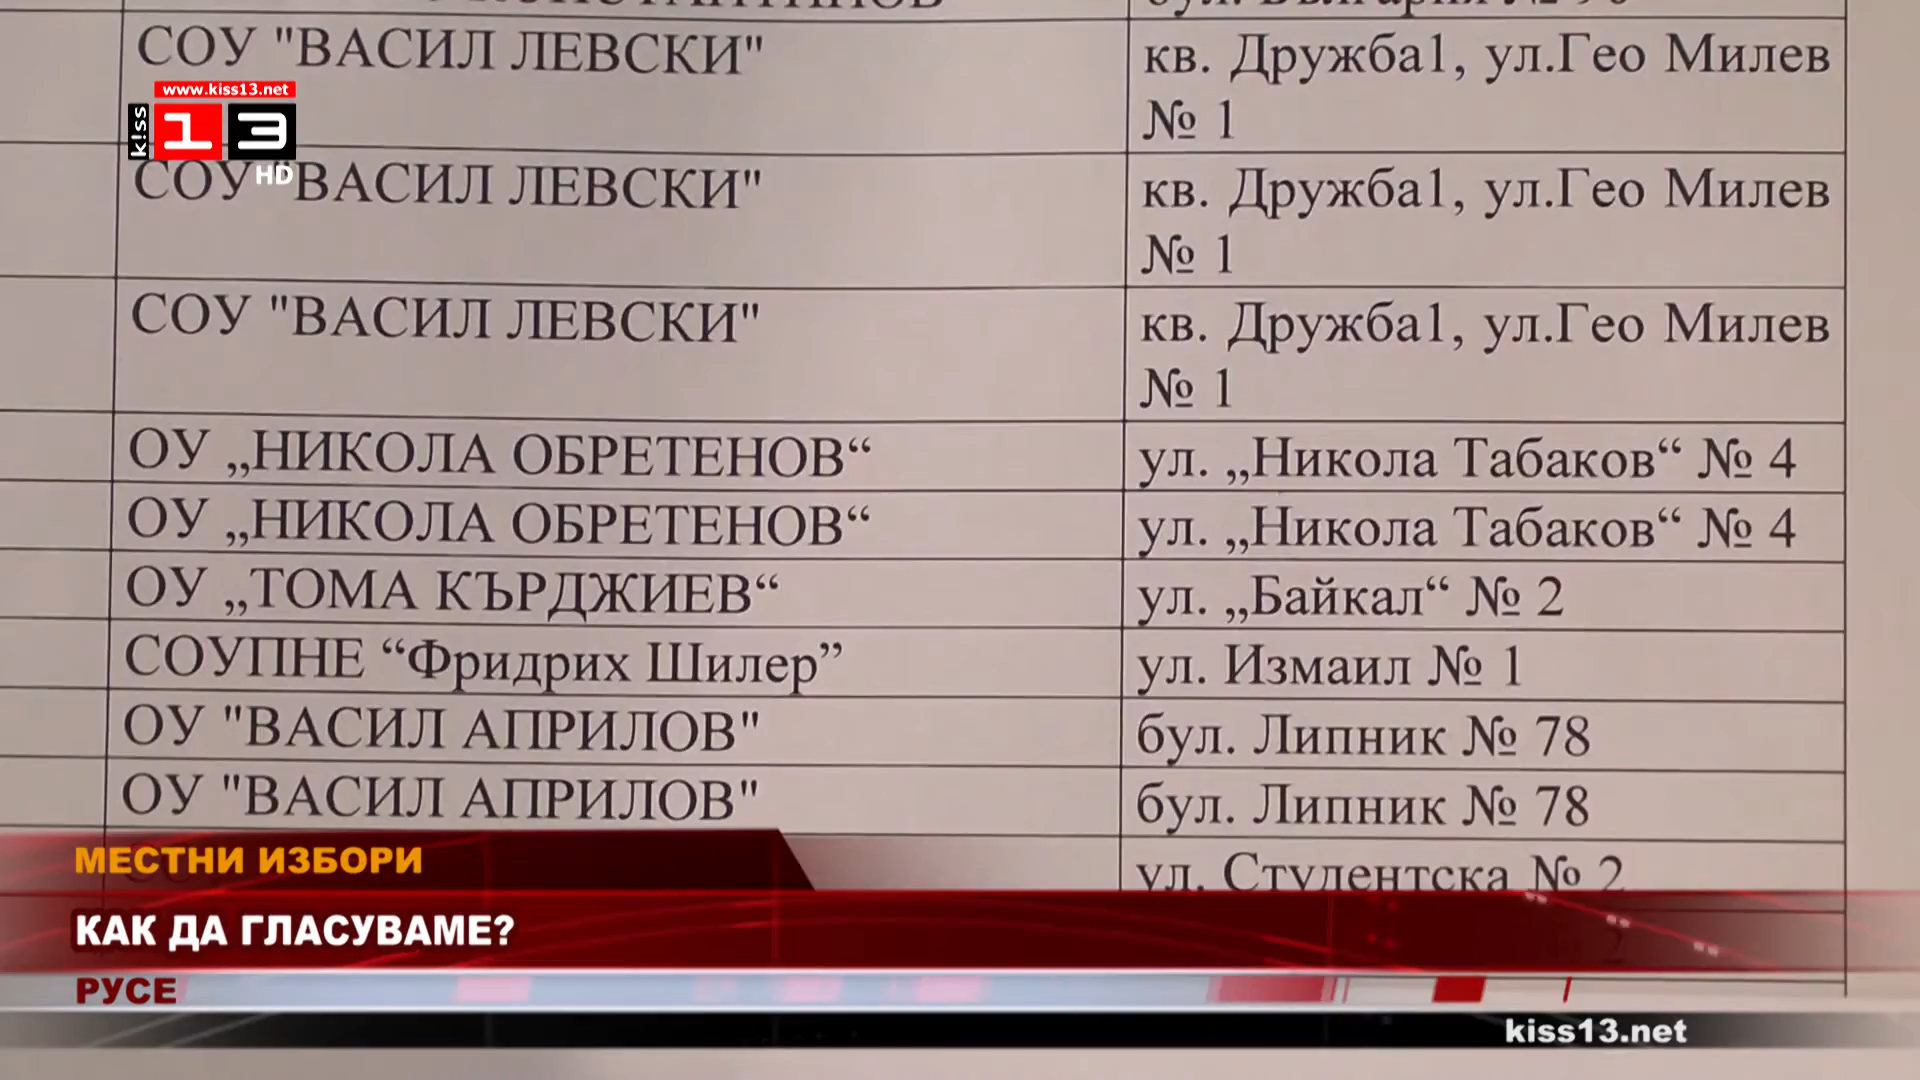 СОУ "ВАСИЛ ЛЕВСКИ"
кв. Дружба1, ул.Гео Милев
№ 1
www.kiss13.net
kiss
13
HD
СОУ "ВАСИЛ ЛЕВСКИ"
кв. Дружба1, ул.Гео Милев
№ 1
СОУ "ВАСИЛ ЛЕВСКИ"
кв. Дружба1, ул.Гео Милев
№ 1
ОУ „НИКОЛА ОБРЕТЕНОВ“
ул. „Никола Табаков“ № 4
ОУ „НИКОЛА ОБРЕТЕНОВ“
ул. „Никола Табаков“ № 4
ОУ „ТОМА КЪРДЖИЕВ“
ул. „Байкал“ № 2
СОУПНЕ “Фридрих Шилер”
ул. Измаил № 1
ОУ "ВАСИЛ АПРИЛОВ"
бул. Липник № 78
ОУ "ВАСИЛ АПРИЛОВ"
бул. Липник № 78
ул. Студентска № 2
МЕСТНИ ИЗБОРИ
КАК ДА ГЛАСУВАМЕ?
РУСЕ
kiss13.net